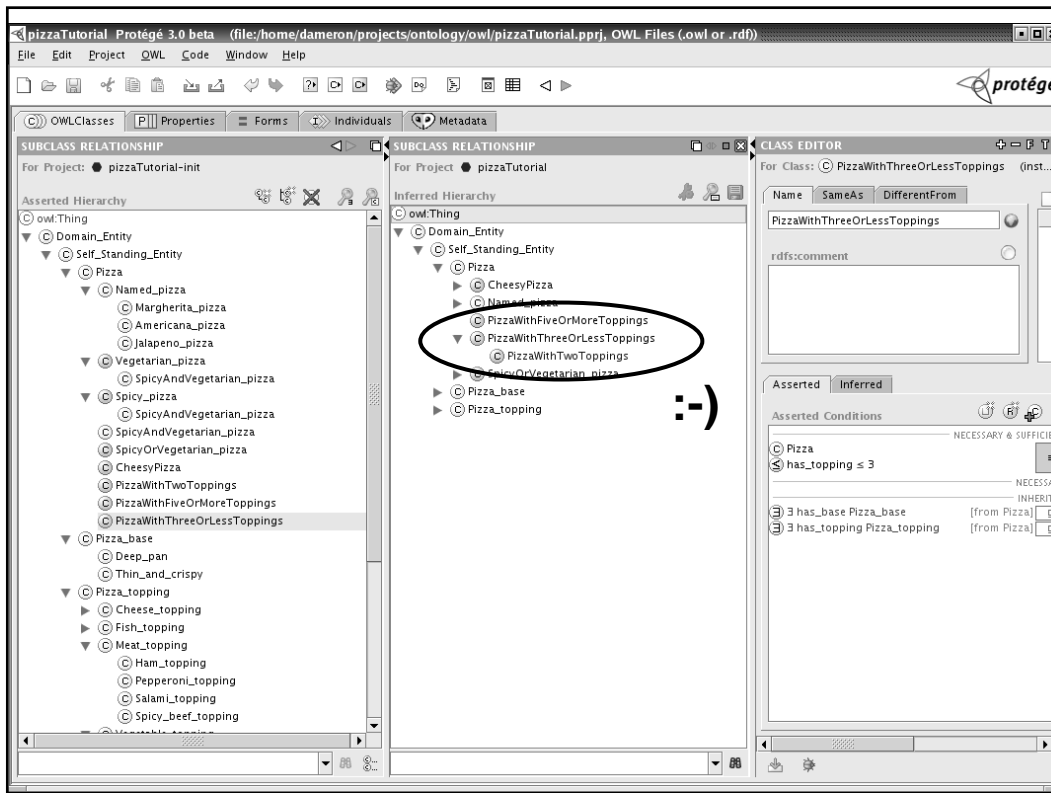 pizzaTutorial Protégé 3.0 beta (file:/home/dameron/projects/ontology/owl/pizzaTutorial.pprj, OWL Files (.owl or .rdf))
File Edit Project OWL Code Window Help
protégé
OWLClasses Properties Forms Individuals Metadata
SUBCLASS RELATIONSHIP
For Project: pizzaTutorial-init
Asserted Hierarchy
owl:Thing
Domain_Entity
Self_Standing_Entity
Pizza
Named_pizza
Margherita_pizza
Americana_pizza
Jalapeno_pizza
Vegetarian_pizza
SpicyAndVegetarian_pizza
Spicy_pizza
SpicyAndVegetarian_pizza
SpicyAndVegetarian_pizza
SpicyOrVegetarian_pizza
CheesyPizza
PizzaWithTwoToppings
PizzaWithFiveOrMoreToppings
PizzaWithThreeOrLessToppings
Pizza_base
Deep_pan
Thin_and_crispy
Pizza_topping
Cheese_topping
Fish_topping
Meat_topping
Ham_topping
Pepperoni_topping
Salami_topping
Spicy_beef_topping
Vegetable_topping
SUBCLASS RELATIONSHIP
For Project pizzaTutorial
Inferred Hierarchy
owl:Thing
Domain_Entity
Self_Standing_Entity
Pizza
CheesyPizza
Named_pizza
PizzaWithFiveOrMoreToppings
PizzaWithThreeOrLessToppings
PizzaWithTwoToppings
SpicyOrVegetarian_pizza
Pizza_base
Pizza_topping
:-)
CLASS EDITOR
For Class: PizzaWithThreeOrLessToppings (inst...
Name SameAs DifferentFrom
PizzaWithThreeOrLessToppings
rdfs:comment
Asserted Inferred
Asserted Conditions
NECESSARY & SUFFICIE
Pizza
has_topping ≤ 3
NECESSA
INHERIT
∃ has_base Pizza_base [from Pizza]
∃ has_topping Pizza_topping [from Pizza]